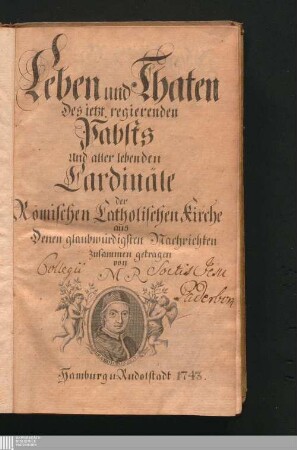 Leben und Thaten
Des jetzt regierenden
Pabsts
Und aller lebenden
Cardinäle
der
Römischen Catholischen Kirche
aus
Denen glaubwürdigsten Nachrichten
zusammen getragen
von
M. R.
Collegii Soctis Jesu
Paderborn
Hamburg u. Rudolstadt 1743.